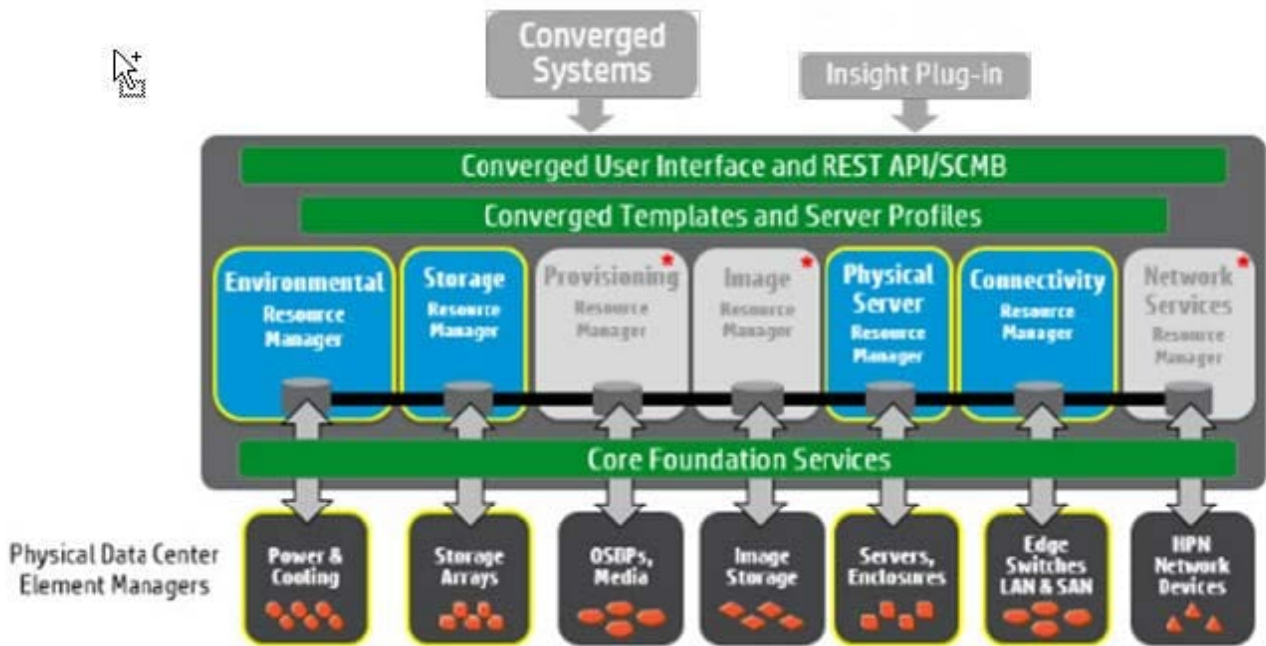 Converged
Systems
Insight Plug-in
Converged User Interface and REST API/SCMB
Converged Templates and Server Profiles
Environmental
Resource
Manager
Storage
Resource
Manager
Provisioning
Resource
Manager
Image
Resource
Manager
Physical
Server
Resource
Manager
Connectivity
Resource
Manager
Network
Services
Resource
Manager
Core Foundation Services
Physical Data Center
Element Managers
Power &
Cooling
Storage
Arrays
OSBPs,
Media
Image
Storage
Servers,
Enclosures
Edge
Switches
LAN & SAN
HPN
Network
Devices